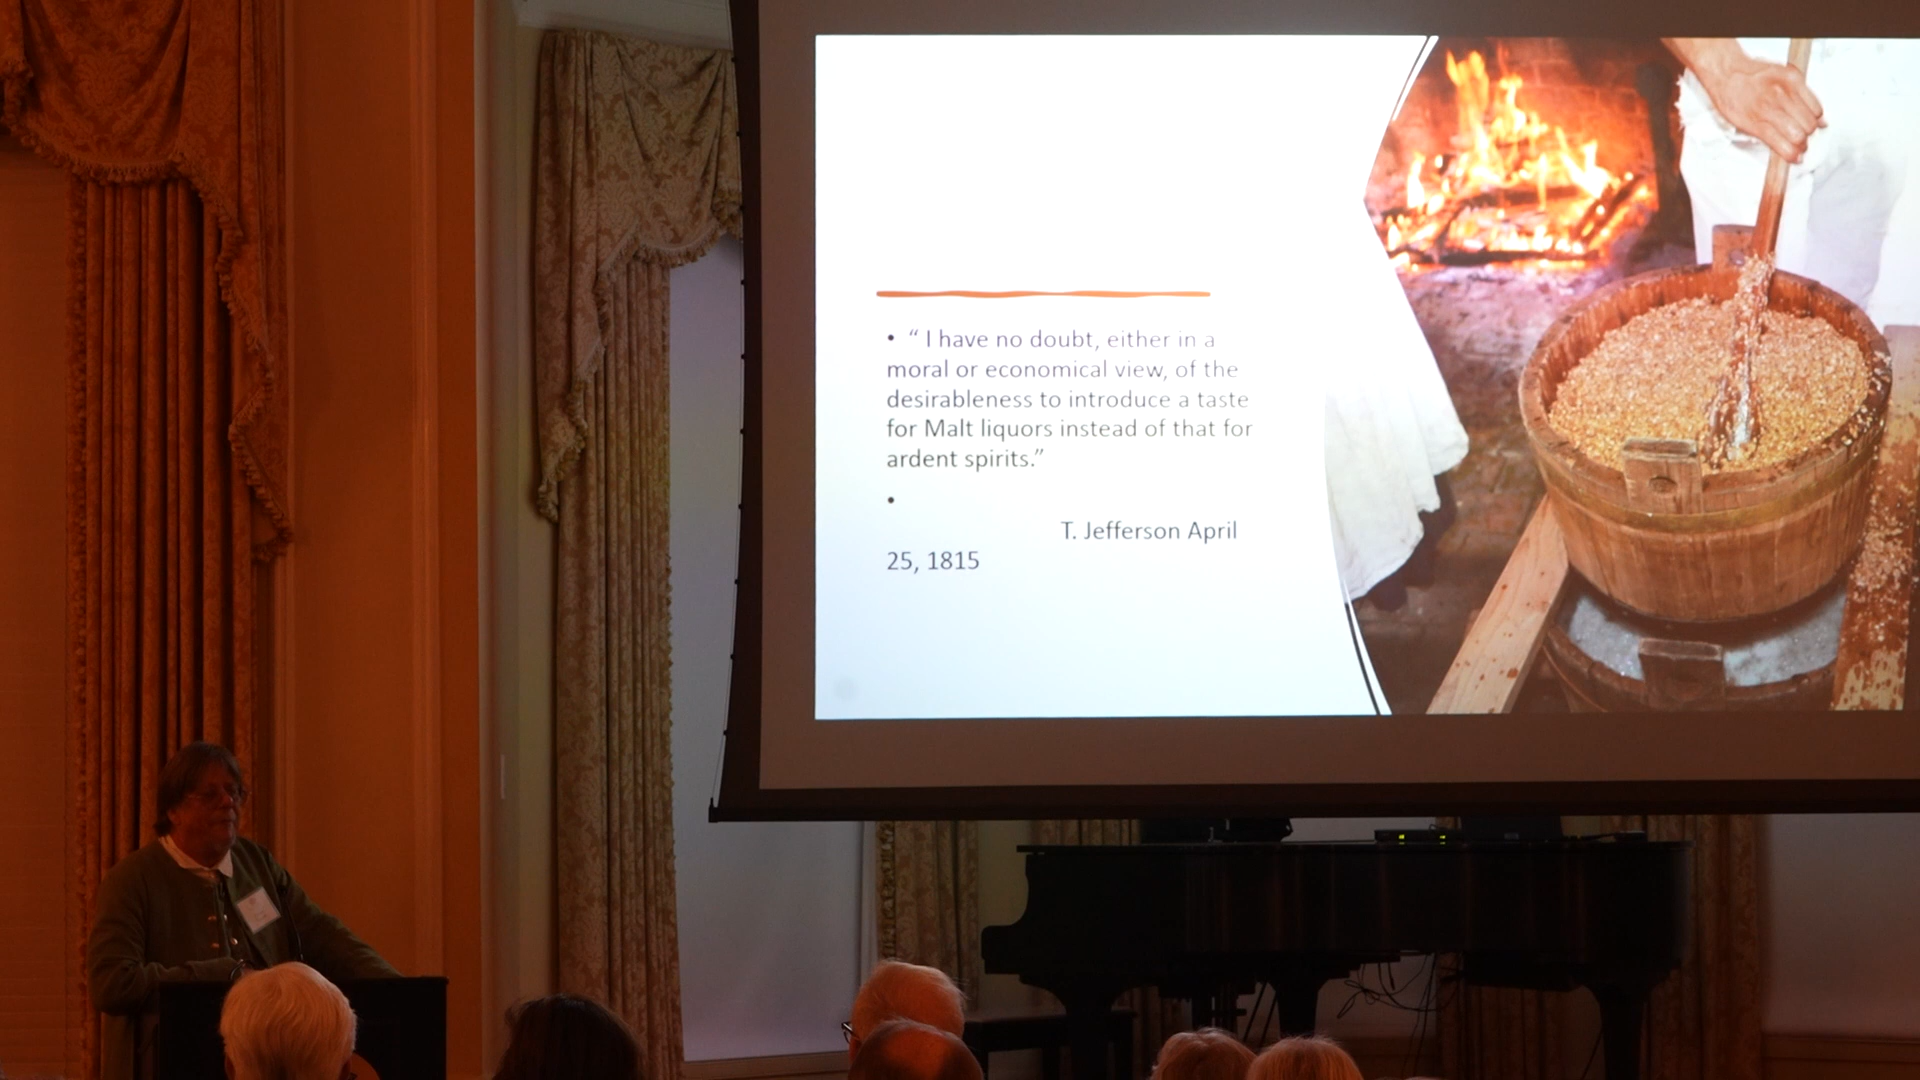 • “ I have no doubt, either in a
moral or economical view, of the
desirableness to introduce a taste
for Malt liquors instead of that for
ardent spirits.”
•
T. Jefferson April
25, 1815